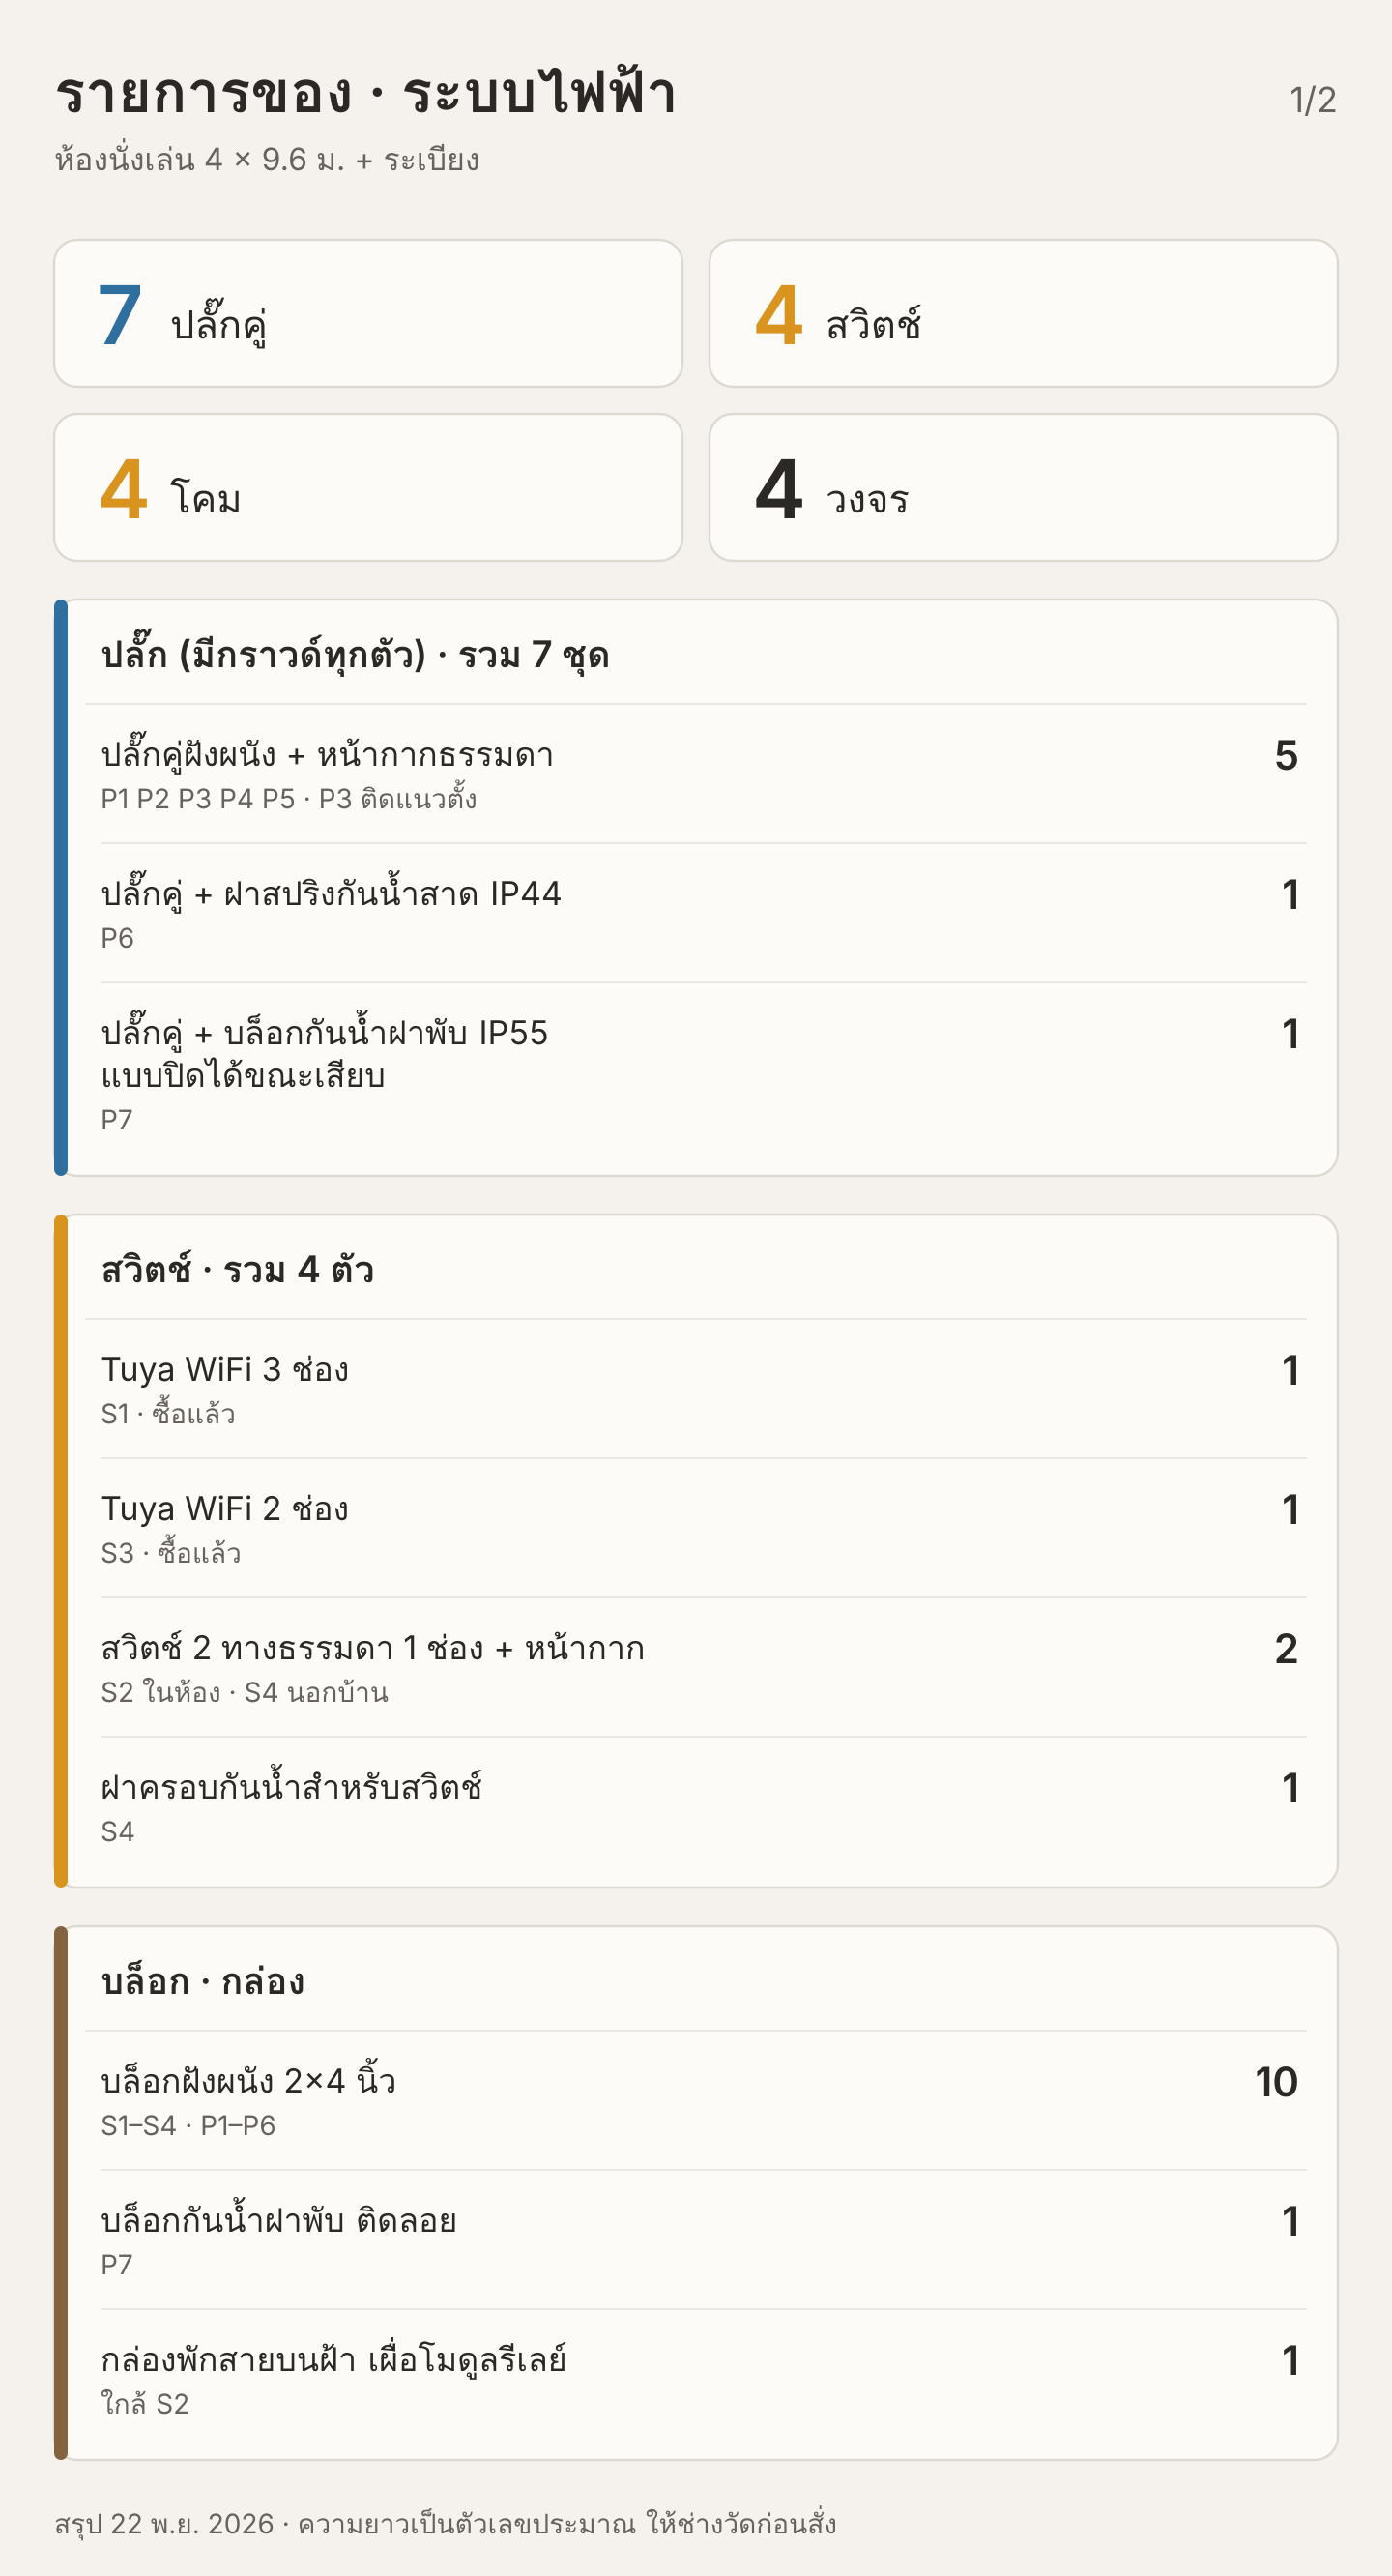 รายการของ · ระบบไฟฟ้า
1/2
ห้องนั่งเล่น 4 × 9.6 ม. + ระเบียง
7 ปลั๊กคู่
4 สวิตช์
4 โคม
4 วงจร
ปลั๊ก (มีกราวด์ทุกตัว) · รวม 7 ชุด
ปลั๊กคู่ฝังผนัง + หน้ากากธรรมดา
5
P1 P2 P3 P4 P5 · P3 ติดแนวตั้ง
ปลั๊กคู่ + ฝาสปริงกันน้ำสาด IP44
1
P6
ปลั๊กคู่ + บล็อกกันน้ำฝาพับ IP55
1
แบบปิดได้ขณะเสียบ
P7
สวิตช์ · รวม 4 ตัว
Tuya WiFi 3 ช่อง
1
S1 · ซื้อแล้ว
Tuya WiFi 2 ช่อง
1
S3 · ซื้อแล้ว
สวิตช์ 2 ทางธรรมดา 1 ช่อง + หน้ากาก
2
S2 ในห้อง · S4 นอกบ้าน
ฝาครอบกันน้ำสำหรับสวิตช์
1
S4
บล็อก · กล่อง
บล็อกฝังผนัง 2×4 นิ้ว
10
S1–S4 · P1–P6
บล็อกกันน้ำฝาพับ ติดลอย
1
P7
กล่องพักสายบนฝ้า เผื่อโมดูลรีเลย์
1
ใกล้ S2
สรุป 22 พ.ย. 2026 · ความยาวเป็นตัวเลขประมาณ ให้ช่างวัดก่อนสั่ง